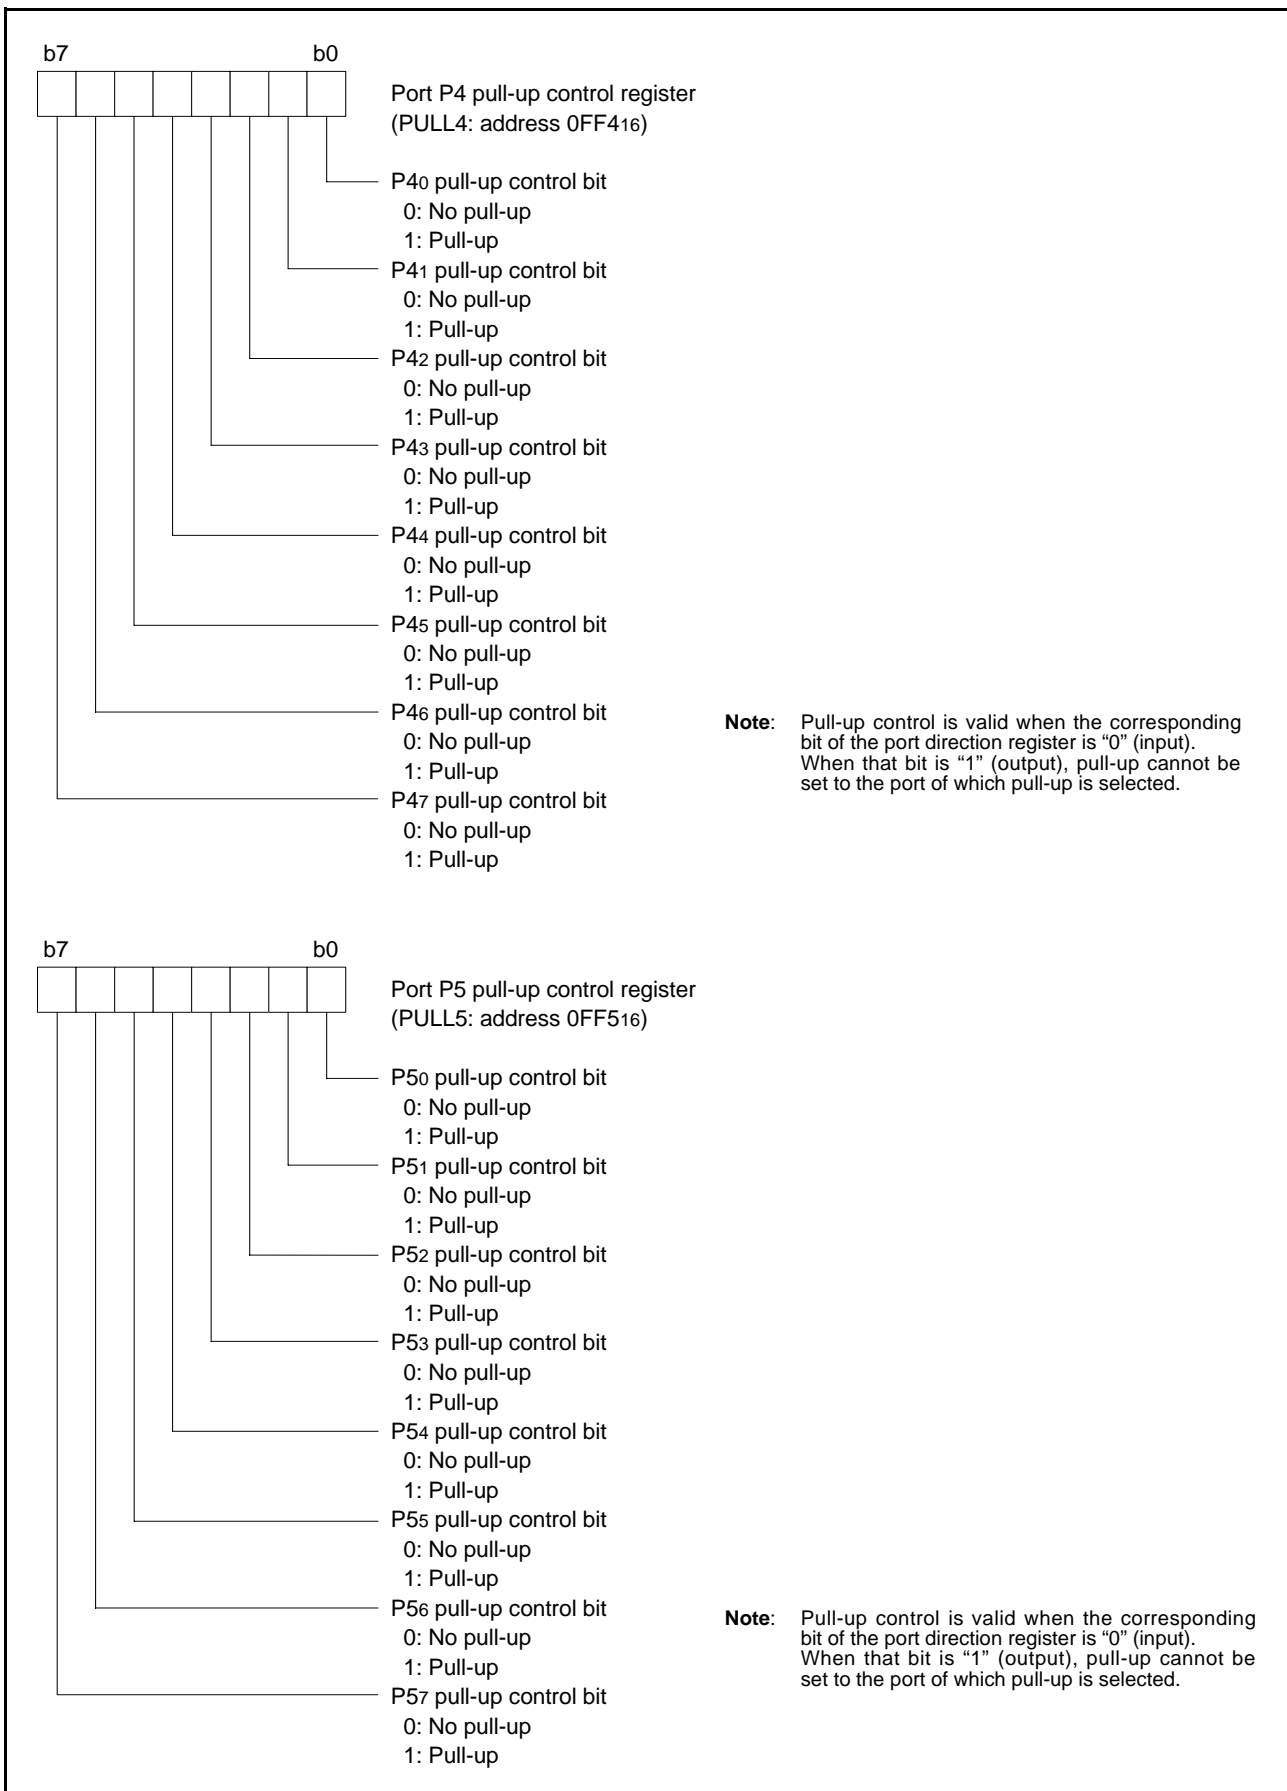 b7 b0
Port P4 pull-up control register
(PULL4: address 0FF416)
P40 pull-up control bit
0: No pull-up
1: Pull-up
P41 pull-up control bit
0: No pull-up
1: Pull-up
P42 pull-up control bit
0: No pull-up
1: Pull-up
P43 pull-up control bit
0: No pull-up
1: Pull-up
P44 pull-up control bit
0: No pull-up
1: Pull-up
P45 pull-up control bit
0: No pull-up
1: Pull-up
P46 pull-up control bit
0: No pull-up
1: Pull-up
P47 pull-up control bit
0: No pull-up
1: Pull-up
Note: Pull-up control is valid when the corresponding
bit of the port direction register is “0” (input).
When that bit is “1” (output), pull-up cannot be
set to the port of which pull-up is selected.
b7 b0
Port P5 pull-up control register
(PULL5: address 0FF516)
P50 pull-up control bit
0: No pull-up
1: Pull-up
P51 pull-up control bit
0: No pull-up
1: Pull-up
P52 pull-up control bit
0: No pull-up
1: Pull-up
P53 pull-up control bit
0: No pull-up
1: Pull-up
P54 pull-up control bit
0: No pull-up
1: Pull-up
P55 pull-up control bit
0: No pull-up
1: Pull-up
P56 pull-up control bit
0: No pull-up
1: Pull-up
P57 pull-up control bit
0: No pull-up
1: Pull-up
Note: Pull-up control is valid when the corresponding
bit of the port direction register is “0” (input).
When that bit is “1” (output), pull-up cannot be
set to the port of which pull-up is selected.